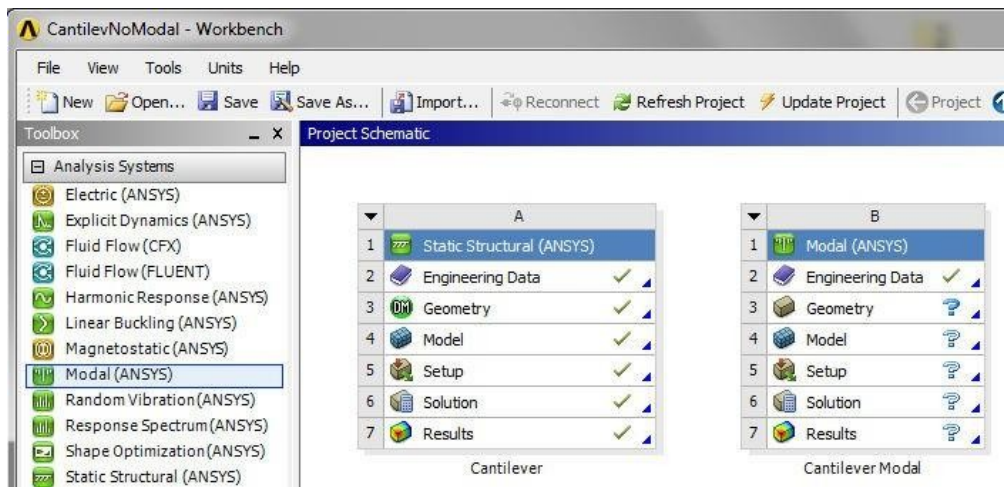 CantilevNoModal - Workbench
File View Tools Units Help
New Open... Save Save As... Import... Reconnect Refresh Project Update Project Project
Toolbox
Project Schematic
Analysis Systems
Electric (ANSYS)
Explicit Dynamics (ANSYS)
Fluid Flow (CFX)
Fluid Flow (FLUENT)
Harmonic Response (ANSYS)
Linear Buckling (ANSYS)
Magnetostatic (ANSYS)
Modal (ANSYS)
Random Vibration (ANSYS)
Response Spectrum (ANSYS)
Shape Optimization (ANSYS)
Static Structural (ANSYS)
A
1 Static Structural (ANSYS)
2 Engineering Data
3 DM Geometry
4 Model
5 Setup
6 Solution
7 Results
Cantilever
B
1 Modal (ANSYS)
2 Engineering Data
3 Geometry ?
4 Model ?
5 Setup ?
6 Solution ?
7 Results ?
Cantilever Modal